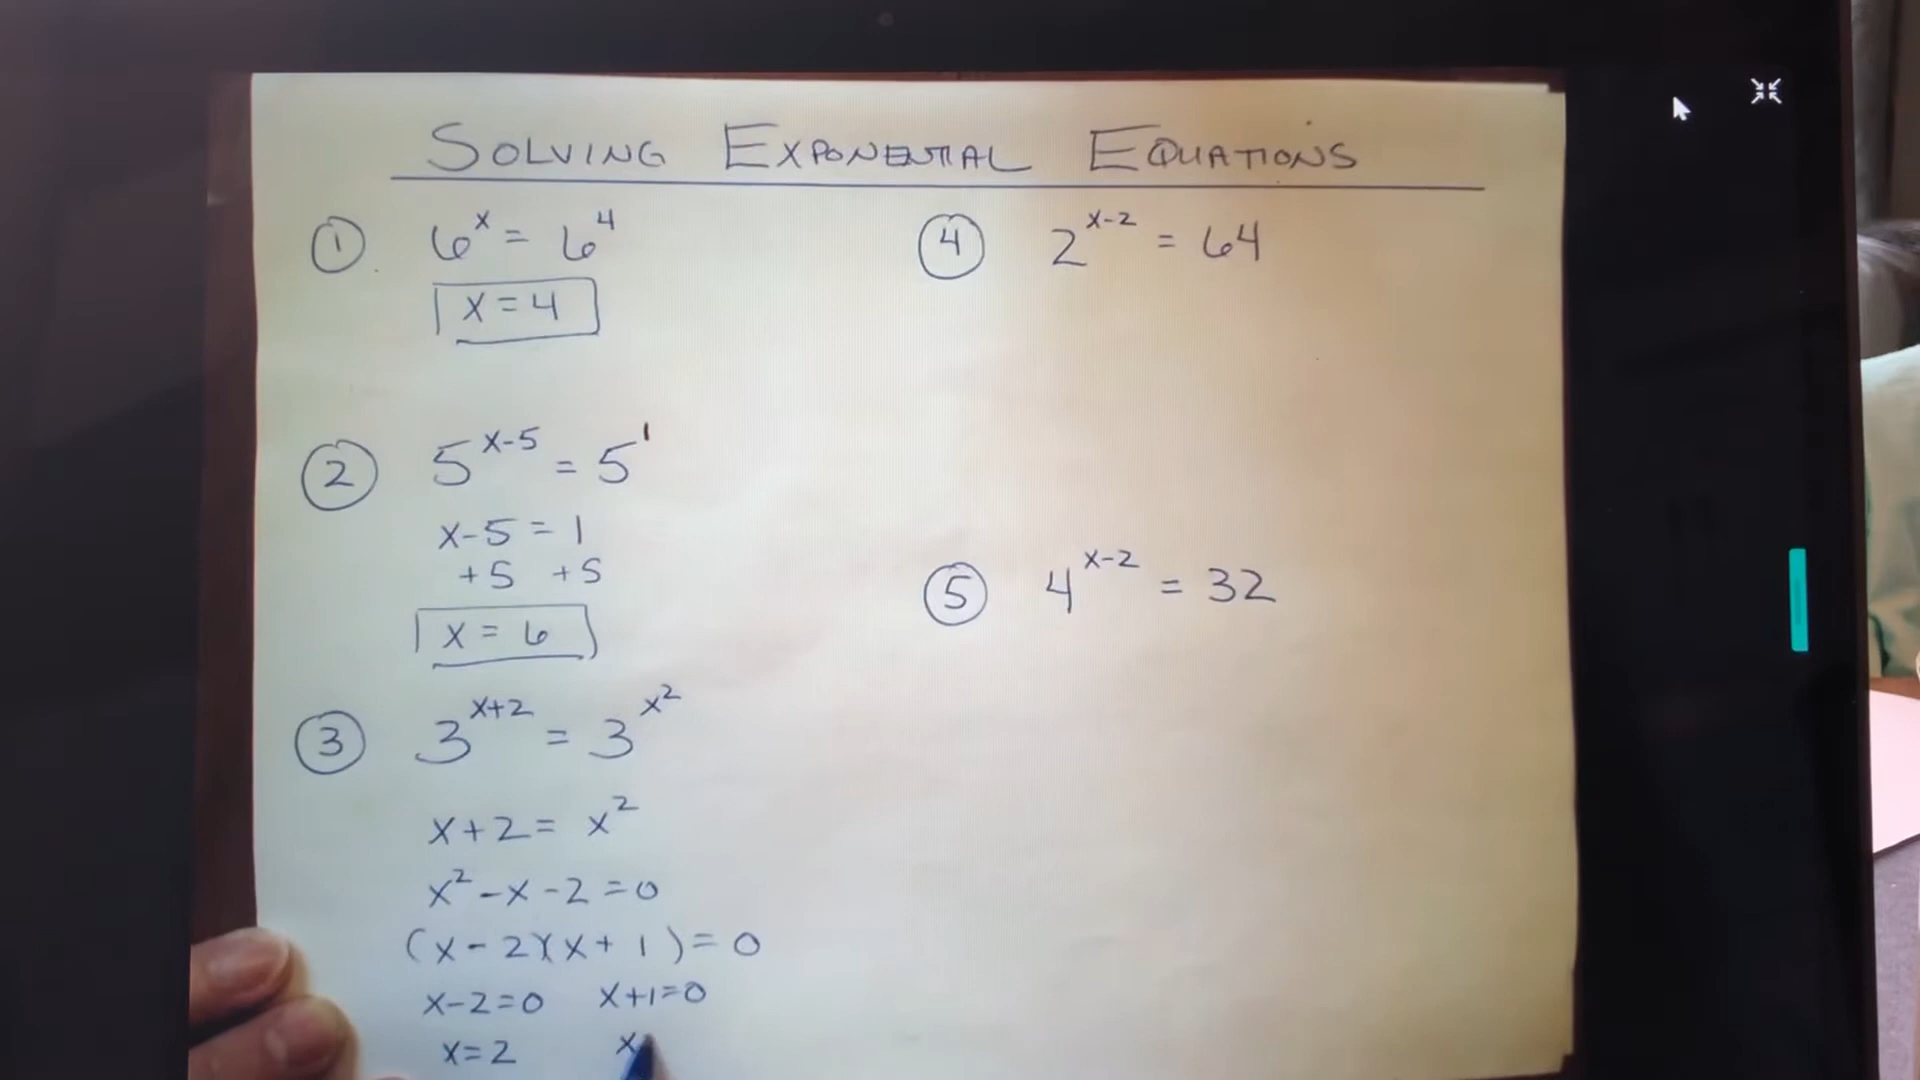 SOLVING EXPONENTIAL EQUATIONS
① 6^x = 6^4
x = 4
② 5^(x-5) = 5^1
x-5 = 1
+5 +5
x = 6
③ 3^(x+2) = 3^(x^2)
x+2 = x^2
x^2 -x -2 = 0
(x-2)(x+1) = 0
x-2=0 x+1=0
x=2 x
④ 2^(x-2) = 64
⑤ 4^(x-2) = 32